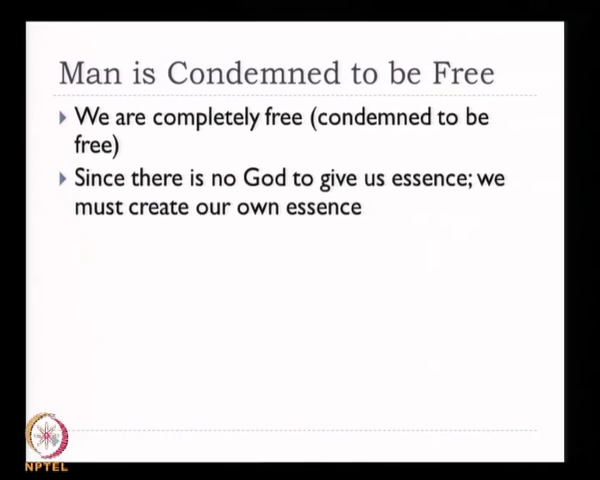 Man is Condemned to be Free
We are completely free (condemned to be
free)
Since there is no God to give us essence; we
must create our own essence
NPTEL